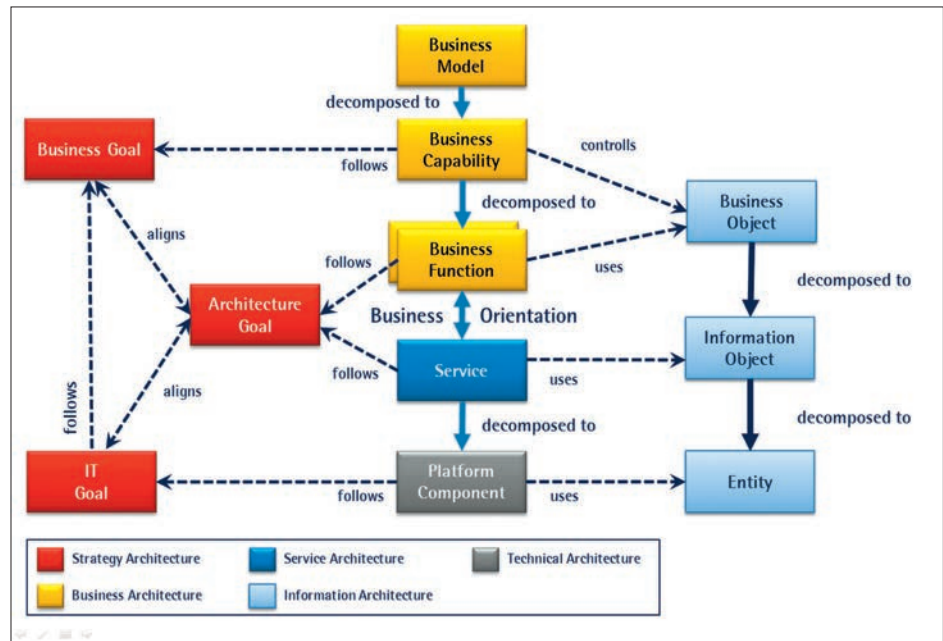 Business
Model
decomposed to
Business Goal
follows
Business
Capability
controlls
decomposed to
Business
Object
aligns
follows
Business
Function
uses
decomposed to
Architecture
Goal
Business Orientation
Information
Object
follows
aligns
follows
Service
uses
decomposed to
decomposed to
IT
Goal
follows
Platform
Component
uses
Entity
Strategy Architecture
Service Architecture
Technical Architecture
Business Architecture
Information Architecture